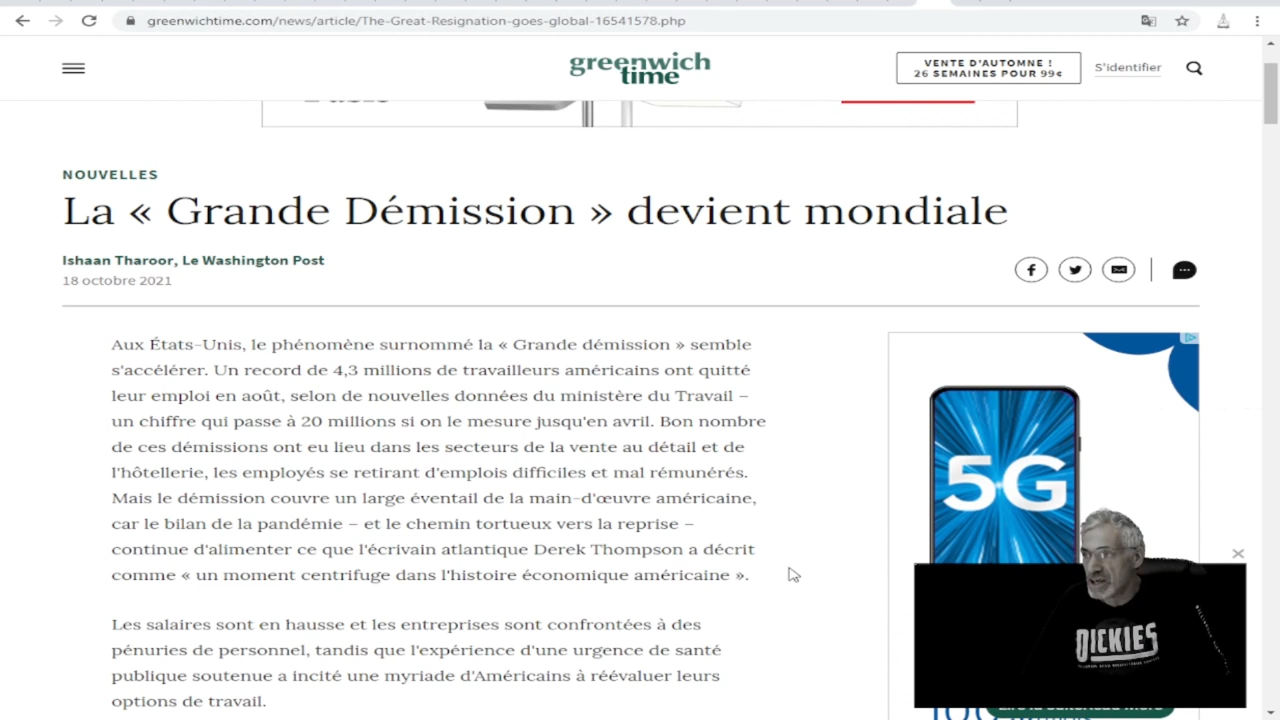 greenwichtime.com/news/article/The-Great-Resignation-goes-global-16541578.php
greenwich
time
VENTE D'AUTOMNE !
26 SEMAINES POUR 99¢
S'identifier
NOUVELLES
La « Grande Démission » devient mondiale
Ishaan Tharoor, Le Washington Post
18 octobre 2021
Aux États-Unis, le phénomène surnommé la « Grande démission » semble
s'accélérer. Un record de 4,3 millions de travailleurs américains ont quitté
leur emploi en août, selon de nouvelles données du ministère du Travail –
un chiffre qui passe à 20 millions si on le mesure jusqu'en avril. Bon nombre
de ces démissions ont eu lieu dans les secteurs de la vente au détail et de
l'hôtellerie, les employés se retirant d'emplois difficiles et mal rémunérés.
Mais le démission couvre un large éventail de la main-d'œuvre américaine,
car le bilan de la pandémie – et le chemin tortueux vers la reprise –
continue d'alimenter ce que l'écrivain atlantique Derek Thompson a décrit
comme « un moment centrifuge dans l'histoire économique américaine ».
Les salaires sont en hausse et les entreprises sont confrontées à des
pénuries de personnel, tandis que l'expérience d'une urgence de santé
publique soutenue a incité une myriade d'Américains à réévaluer leurs
options de travail.
5G
DICKIES